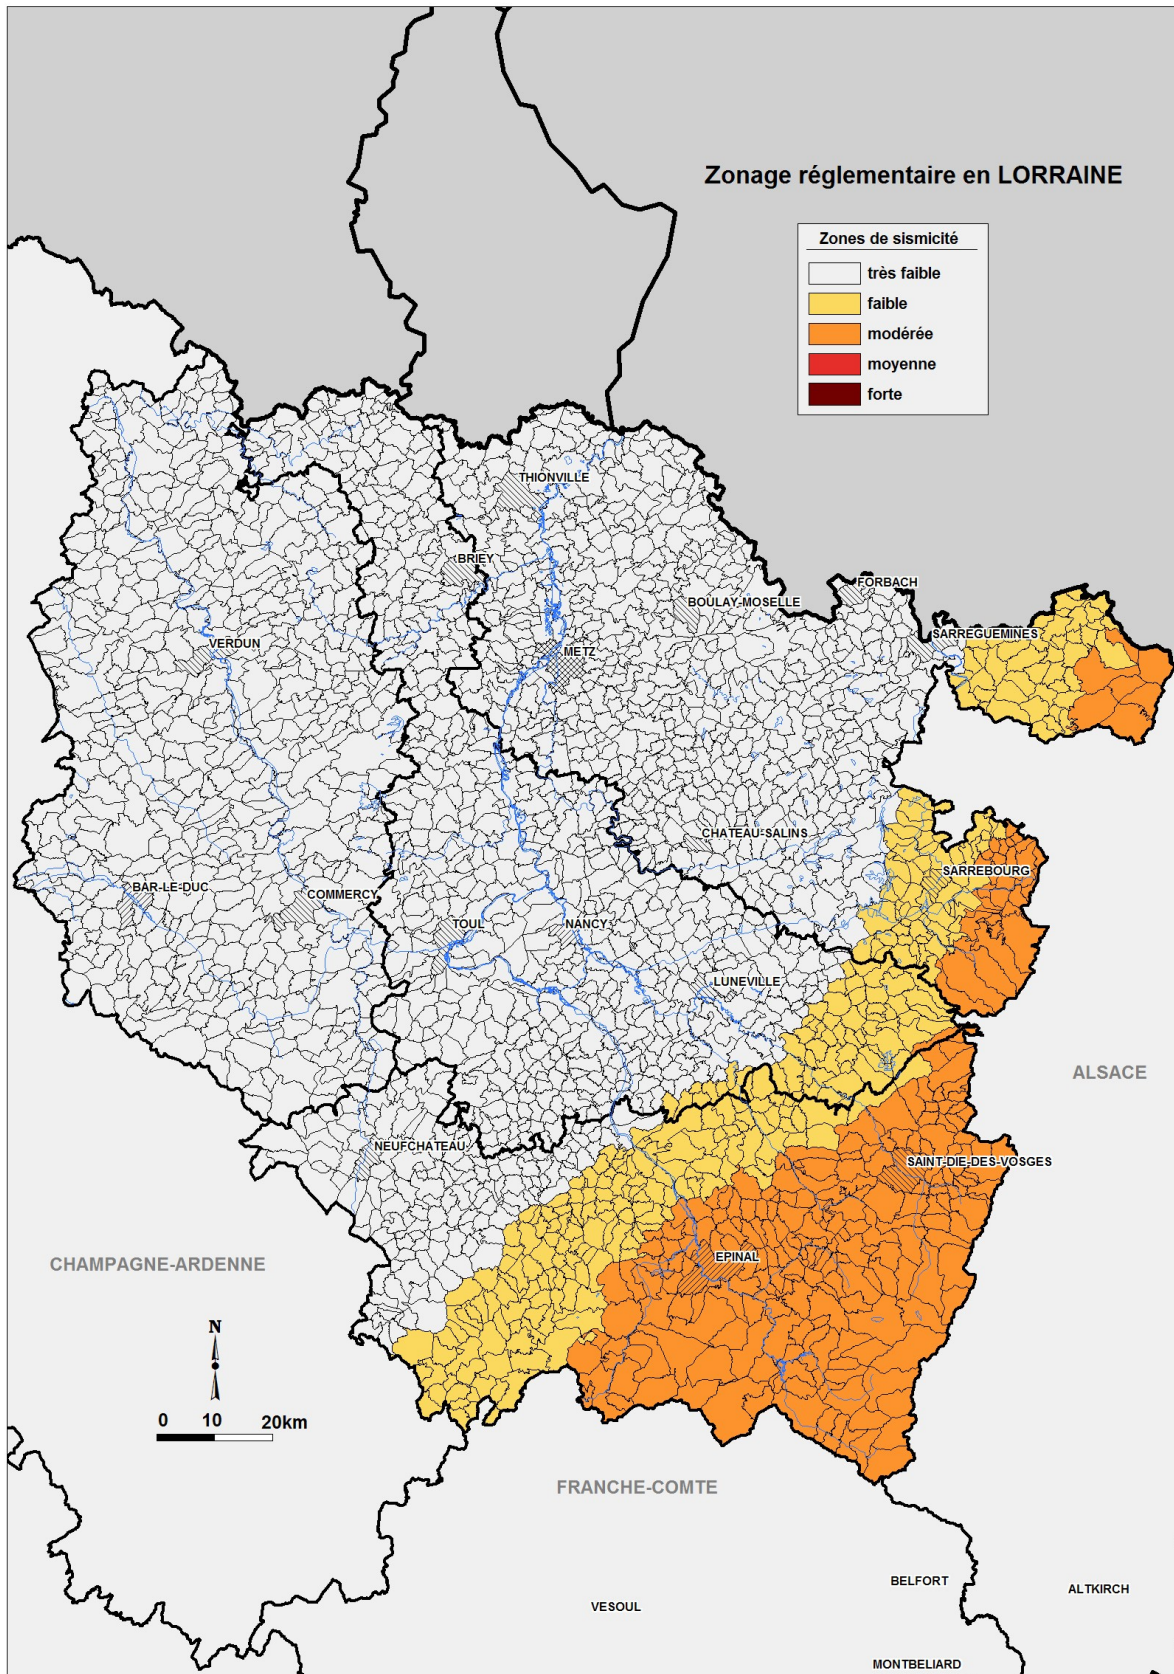 Zonage réglementaire en LORRAINE
Zones de sismicité
très faible
faible
modérée
moyenne
forte
THIONVILLE
BRIEY
FORBACH
BOULAY-MOSELLE
SARREGUEMINES
VERDUN
METZ
CHATEAU-SALINS
SARREBOURG
BAR-LE-DUC
COMMERCY
TOUL
NANCY
LUNEVILLE
ALSACE
NEUFCHATEAU
SAINT-DIE-DES-VOSGES
EPINAL
CHAMPAGNE-ARDENNE
N
0 10 20km
FRANCHE-COMTE
BELFORT
ALTKIRCH
VESOUL
MONTBELIARD